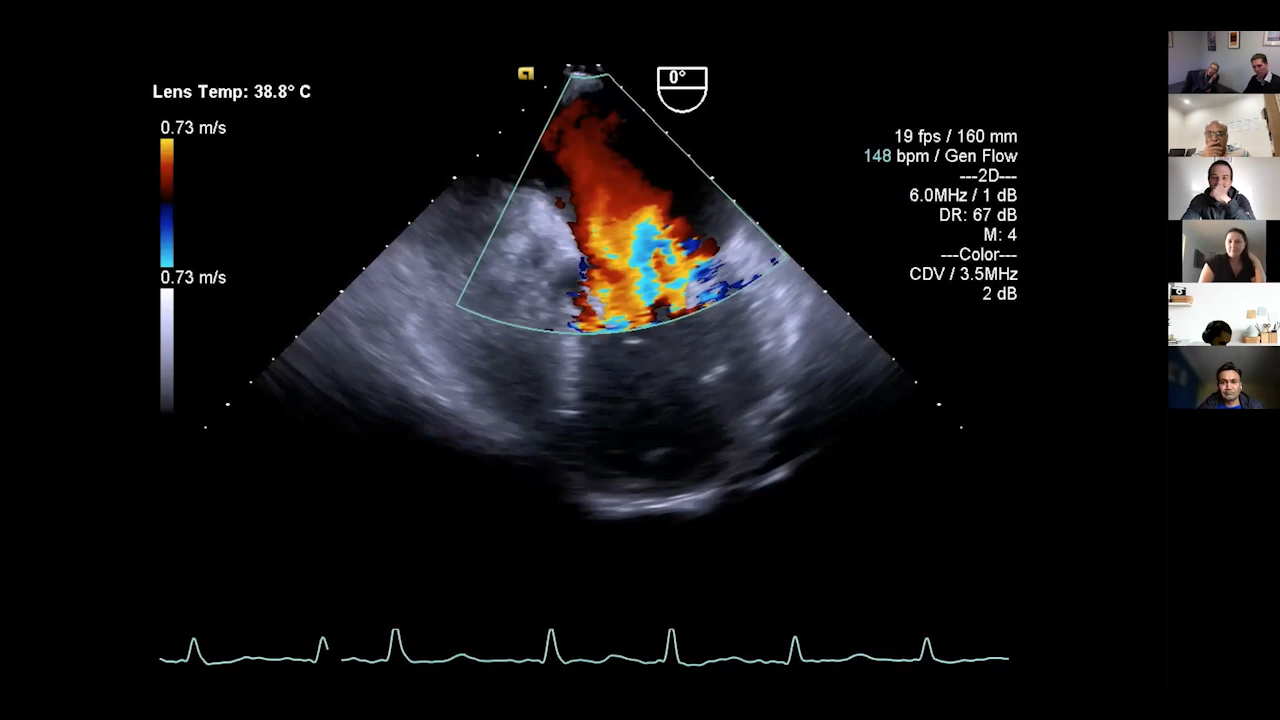 Lens Temp: 38.8° C
0.73 m/s
0.73 m/s
0°
19 fps / 160 mm
148 bpm / Gen Flow
---2D---
6.0MHz / 1 dB
DR: 67 dB
M: 4
---Color---
CDV / 3.5MHz
2 dB